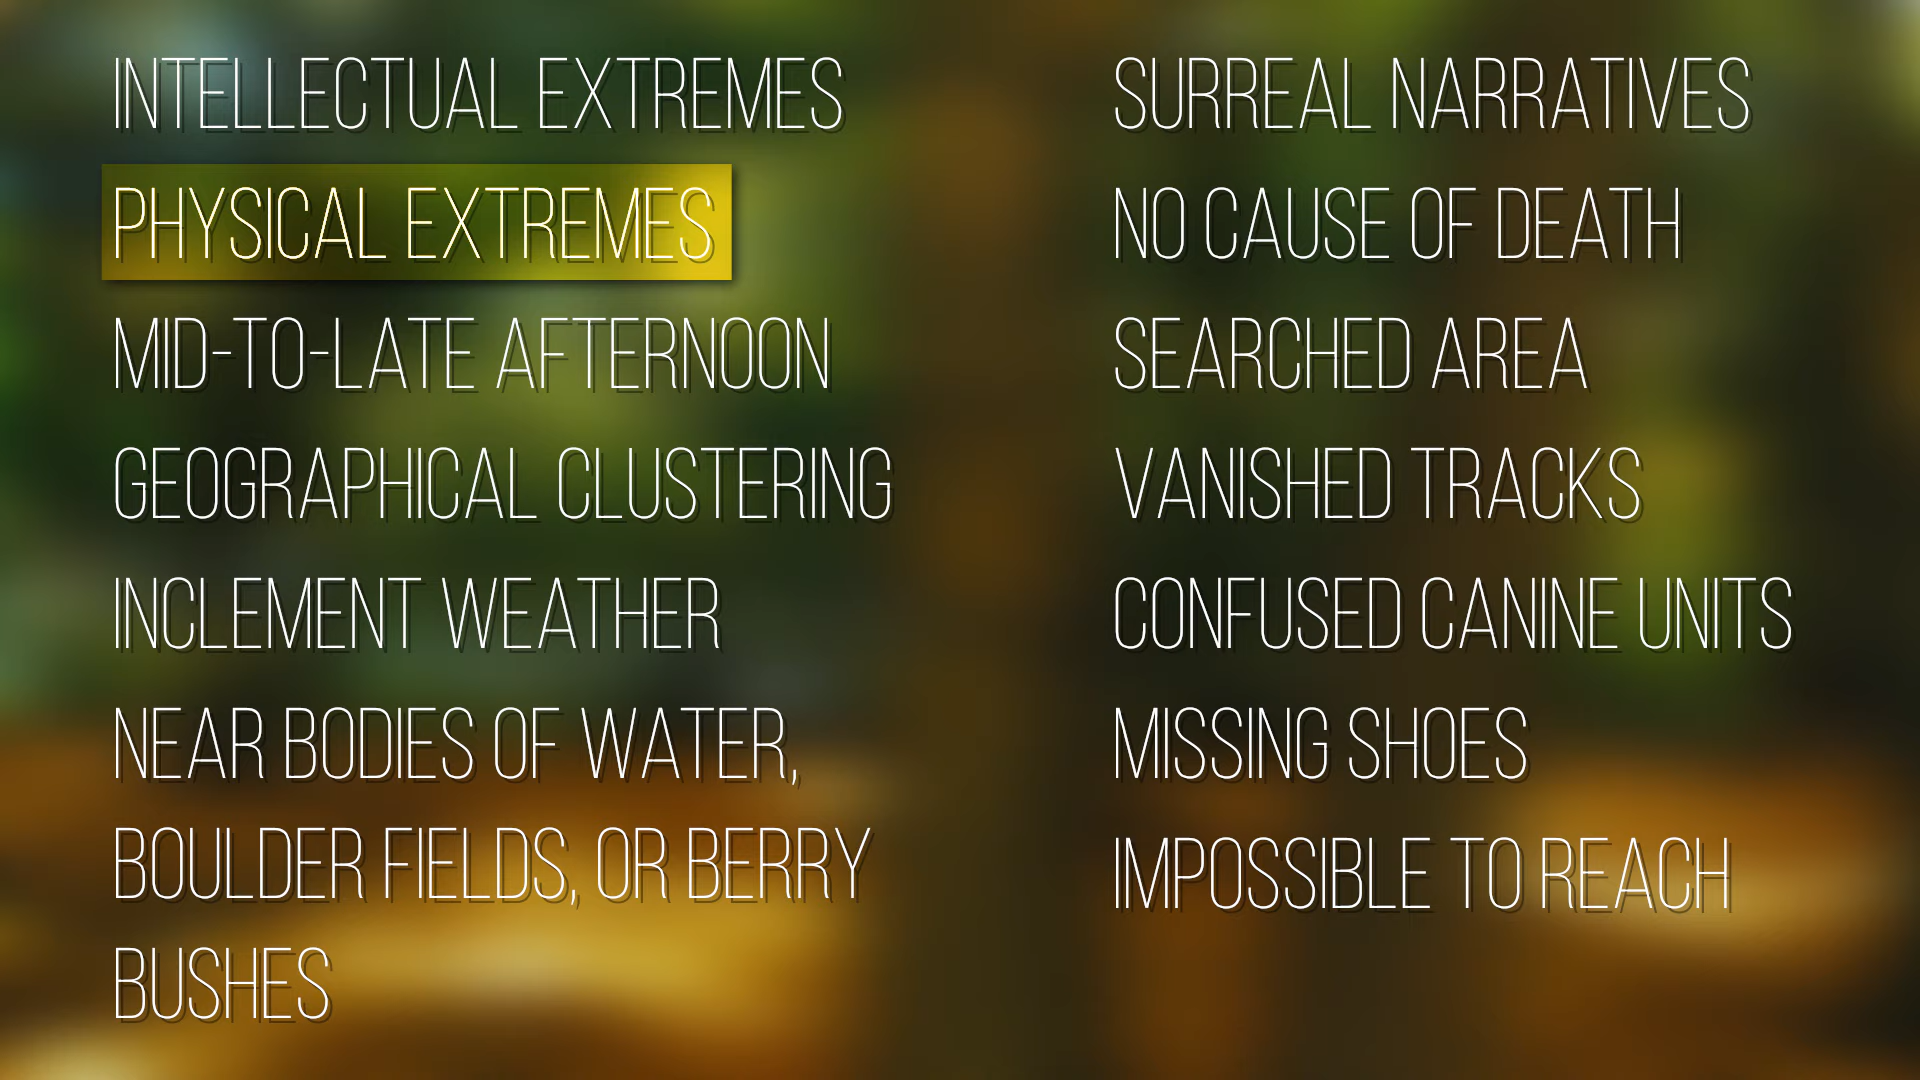 INTELLECTUAL EXTREMES
PHYSICAL EXTREMES
MID-TO-LATE AFTERNOON
GEOGRAPHICAL CLUSTERING
INCLEMENT WEATHER
NEAR BODIES OF WATER,
BOULDER FIELDS, OR BERRY
BUSHES
SURREAL NARRATIVES
NO CAUSE OF DEATH
SEARCHED AREA
VANISHED TRACKS
CONFUSED CANINE UNITS
MISSING SHOES
IMPOSSIBLE TO REACH